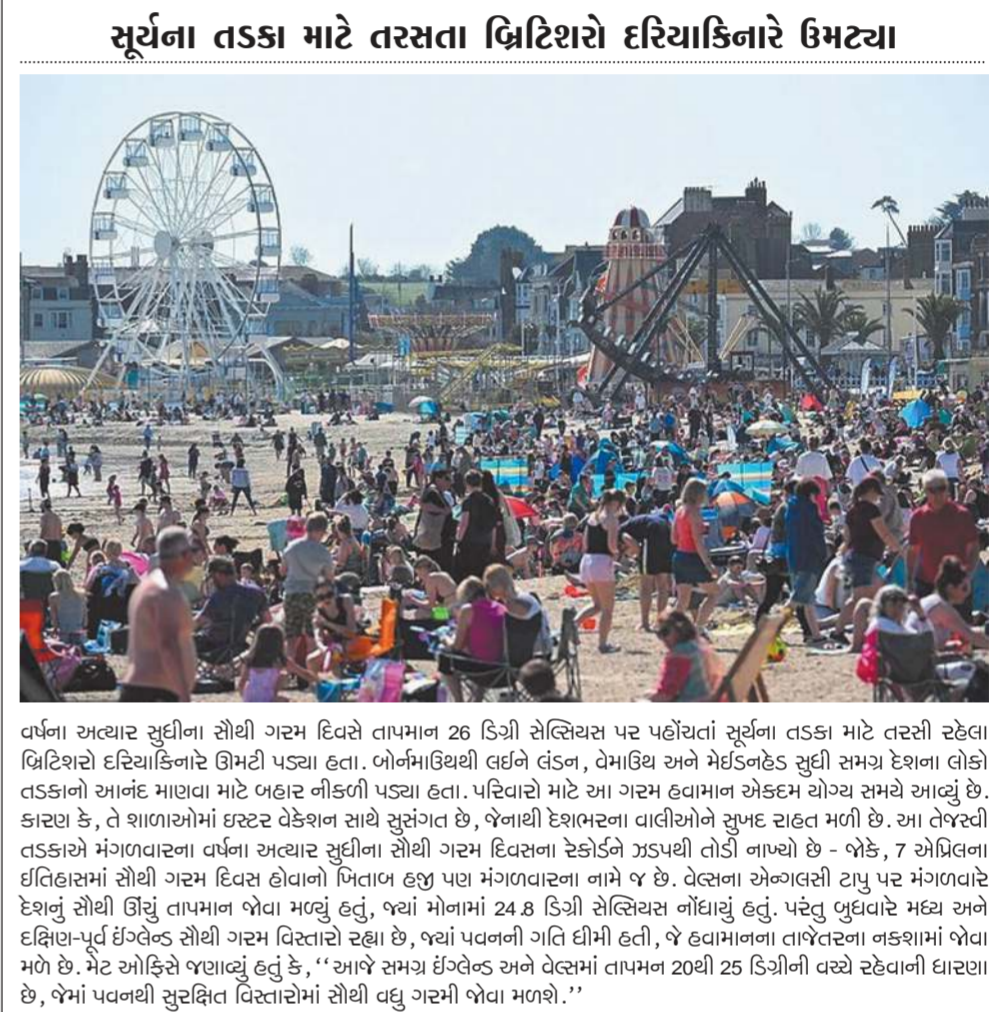 સૂર્યના તડકા માટે તરસતા બ્રિટિશરો દરિયાકિનારે ઉમટ્યા
વર્ષના અત્યાર સુધીના સૌથી ગરમ દિવસે તાપમાન 26 ડિગ્રી સેલ્સિયસ પર પહોંચતાં સૂર્યના તડકા માટે તરસી રહેલા
બ્રિટિશરો દરિયાકિનારે ઊમટી પડ્યા હતા. બોર્નમાઉથથી લઈને લંડન, વેમાઉથ અને મેઈડનહેડ સુધી સમગ્ર દેશના લોકો
તડકાનો આનંદ માણવા માટે બહાર નીકળી પડ્યા હતા. પરિવારો માટે આ ગરમ હવામાન એકદમ યોગ્ય સમયે આવ્યું છે.
કારણ કે, તે શાળાઓમાં ઇસ્ટર વેકેશન સાથે સુસંગત છે, જેનાથી દેશભરના વાલીઓને સુખદ રાહત મળી છે. આ તેજસ્વી
તડકાએ મંગળવારના વર્ષના અત્યાર સુધીના સૌથી ગરમ દિવસના રેકોર્ડને ઝડપથી તોડી નાખ્યો છે - જોકે, 7 એપ્રિલના
ઈતિહાસમાં સૌથી ગરમ દિવસ હોવાનો ખિતાબ હજી પણ મંગળવારના નામે જ છે. વેલ્સના એન્ગલસી ટાપુ પર મંગળવારે
દેશનું સૌથી ઊંચું તાપમાન જોવા મળ્યું હતું, જ્યાં મોનામાં 24.8 ડિગ્રી સેલ્સિયસ નોંધાયું હતું. પરંતુ બુધવારે મધ્ય અને
દક્ષિણ-પૂર્વ ઈંગ્લેન્ડ સૌથી ગરમ વિસ્તારો રહ્યા છે, જ્યાં પવનની ગતિ ધીમી હતી, જે હવામાનના તાજેતરના નકશામાં જોવા
મળે છે. મેટ ઓફિસે જણાવ્યું હતું કે, ‘‘આજે સમગ્ર ઈંગ્લેન્ડ અને વેલ્સમાં તાપમાન 20થી 25 ડિગ્રીની વચ્ચે રહેવાની ધારણા
છે, જેમાં પવનથી સુરક્ષિત વિસ્તારોમાં સૌથી વધુ ગરમી જોવા મળશે.’’